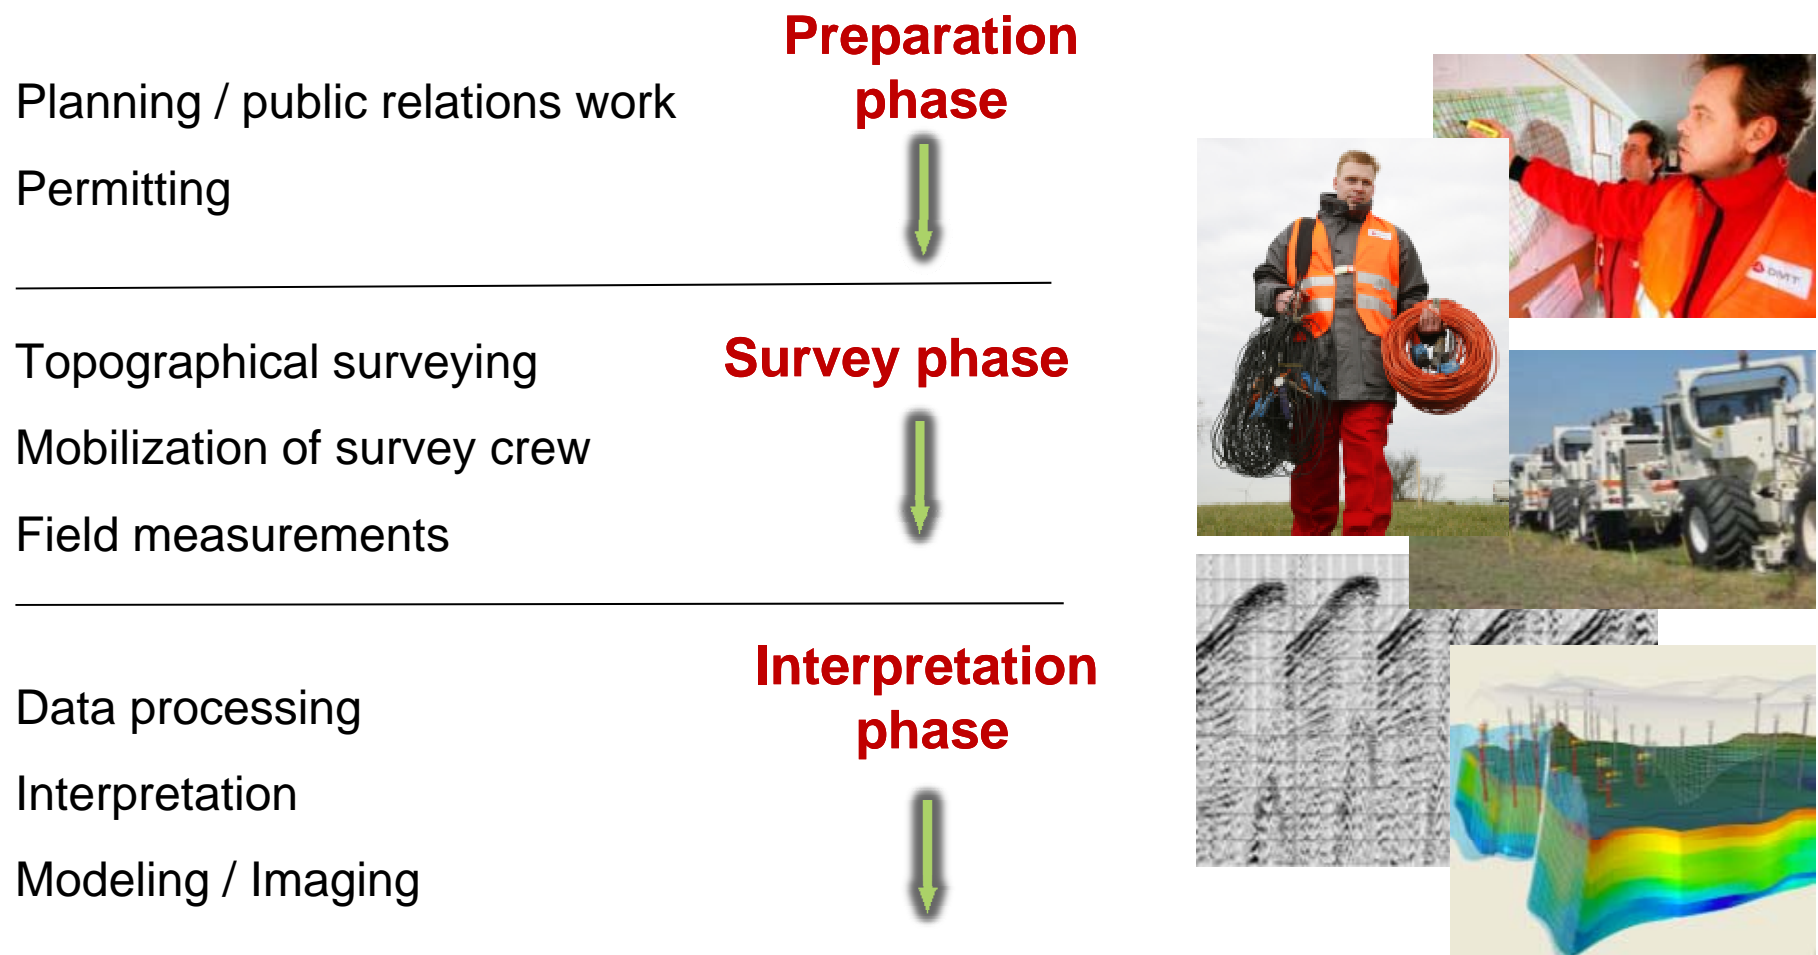 Preparation
phase
Planning / public relations work
Permitting
Survey phase
Topographical surveying
Mobilization of survey crew
Field measurements
Interpretation
phase
Data processing
Interpretation
Modeling / Imaging
DMT